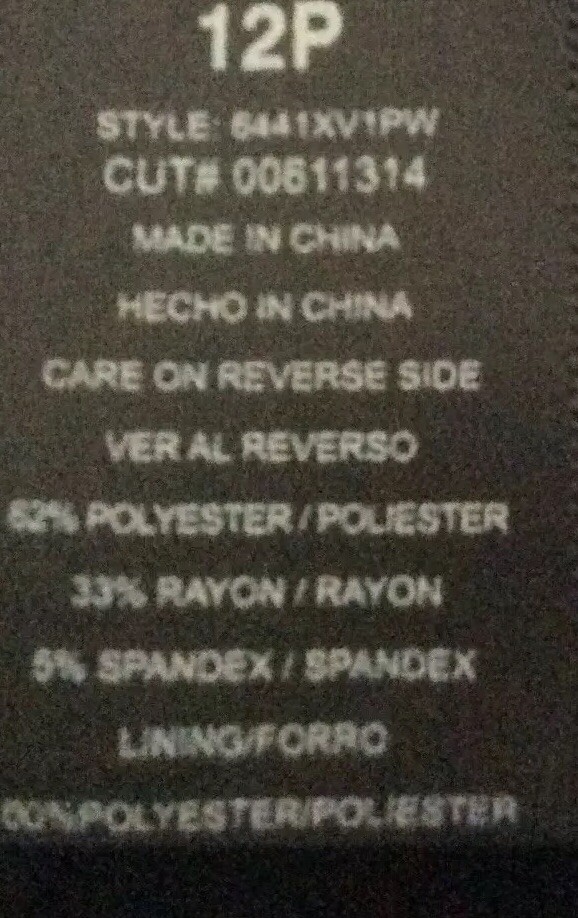 12P
STYLE: 6441XV1PW
CUT# 00611314
MADE IN CHINA
HECHO IN CHINA
CARE ON REVERSE SIDE
VER AL REVERSO
62% POLYESTER / POLIESTER
33% RAYON / RAYON
5% SPANDEX / SPANDEX
LINING/FORRO
00%POLYESTER/POLIESTER